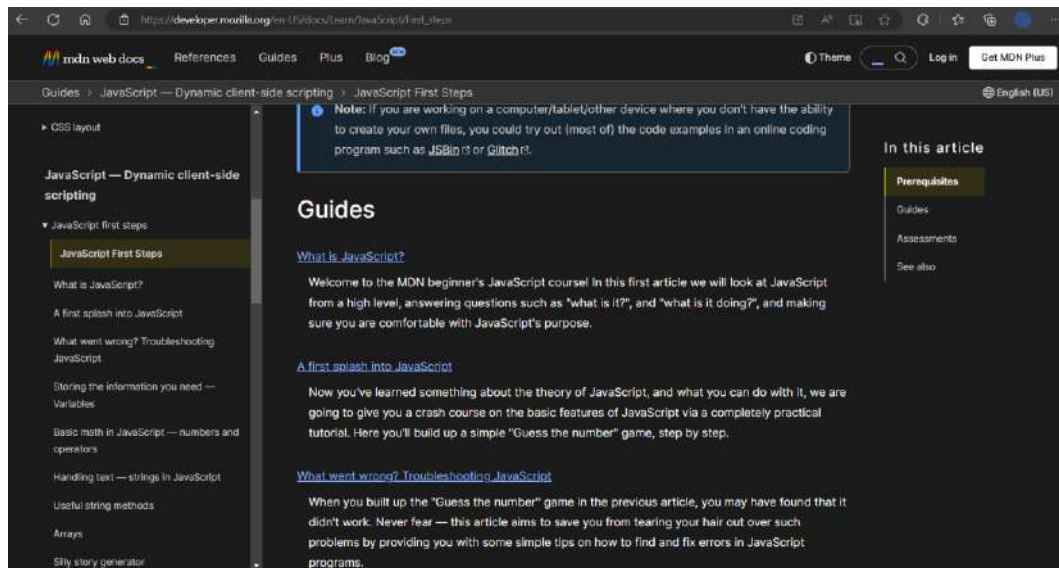 https://developer.mozilla.org/en-US/docs/Learn/JavaScript/First_steps
mdn web docs_
References
Guides
Plus
Blog
Theme
Log in
Get MDN Plus
Guides
JavaScript — Dynamic client-side scripting
JavaScript First Steps
English (US)
CSS layout
JavaScript — Dynamic client-side
scripting
JavaScript first steps
JavaScript First Steps
What is JavaScript?
A first splash into JavaScript
What went wrong? Troubleshooting
JavaScript
Storing the information you need —
Variables
Basic math in JavaScript — numbers and
operators
Handling text — strings in JavaScript
Useful string methods
Arrays
Silly story generator
Note: If you are working on a computer/tablet/other device where you don't have the ability
to create your own files, you could try out (most of) the code examples in an online coding
program such as JSBin or Glitch.
Guides
What is JavaScript?
Welcome to the MDN beginner's JavaScript course! In this first article we will look at JavaScript
from a high level, answering questions such as "what is it?", and "what is it doing?", and making
sure you are comfortable with JavaScript's purpose.
A first splash into JavaScript
Now you've learned something about the theory of JavaScript, and what you can do with it, we are
going to give you a crash course on the basic features of JavaScript via a completely practical
tutorial. Here you'll build up a simple "Guess the number" game, step by step.
What went wrong? Troubleshooting JavaScript
When you built up the "Guess the number" game in the previous article, you may have found that it
didn't work. Never fear — this article aims to save you from tearing your hair out over such
problems by providing you with some simple tips on how to find and fix errors in JavaScript
programs.
In this article
Prerequisites
Guides
Assessments
See also